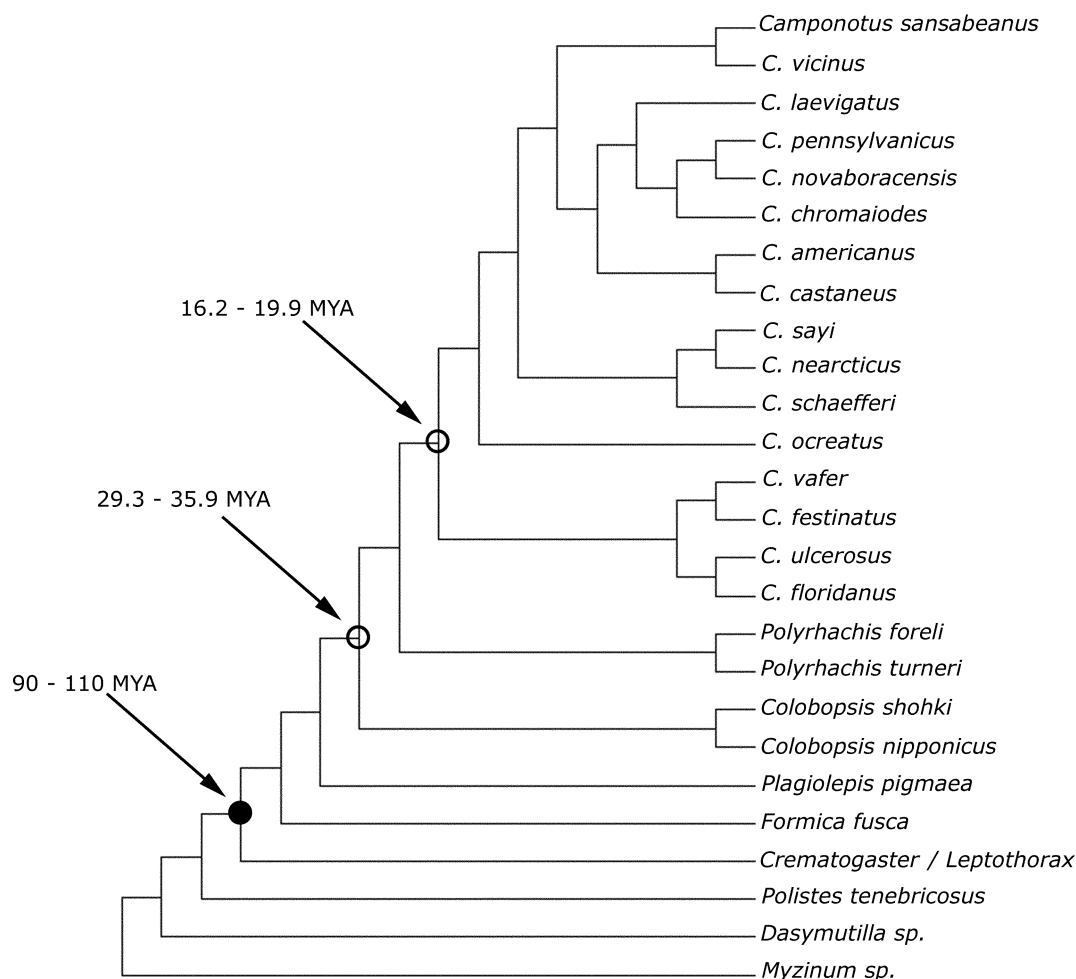 Camponotus sansabeanus
C. vicinus
C. laevigatus
C. pennsylvanicus
C. novaboracensis
C. chromaiodes
C. americanus
C. castaneus
16.2 - 19.9 MYA
C. sayi
C. nearcticus
C. schaefferi
C. ocreatus
C. vafer
29.3 - 35.9 MYA
C. festinatus
C. ulcerosus
C. floridanus
Polyrhachis foreli
Polyrhachis turneri
90 - 110 MYA
Colobopsis shohki
Colobopsis nipponicus
Plagiolepis pigmaea
Formica fusca
Crematogaster / Leptothorax
Polistes tenebricosus
Dasymutilla sp.
Myzinum sp.